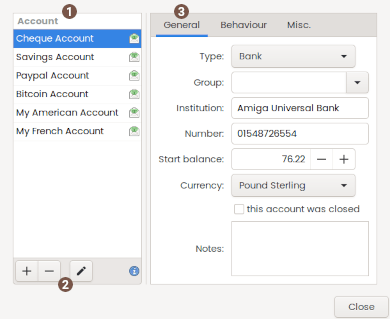 1
Account
Cheque Account
Savings Account
Paypal Account
Bitcoin Account
My American Account
My French Account
2
3
General Behaviour Misc.
Type: Bank
Group:
Institution: Amiga Universal Bank
Number: 01548726554
Start balance: 76.22
Currency: Pound Sterling
this account was closed
Notes:
Close